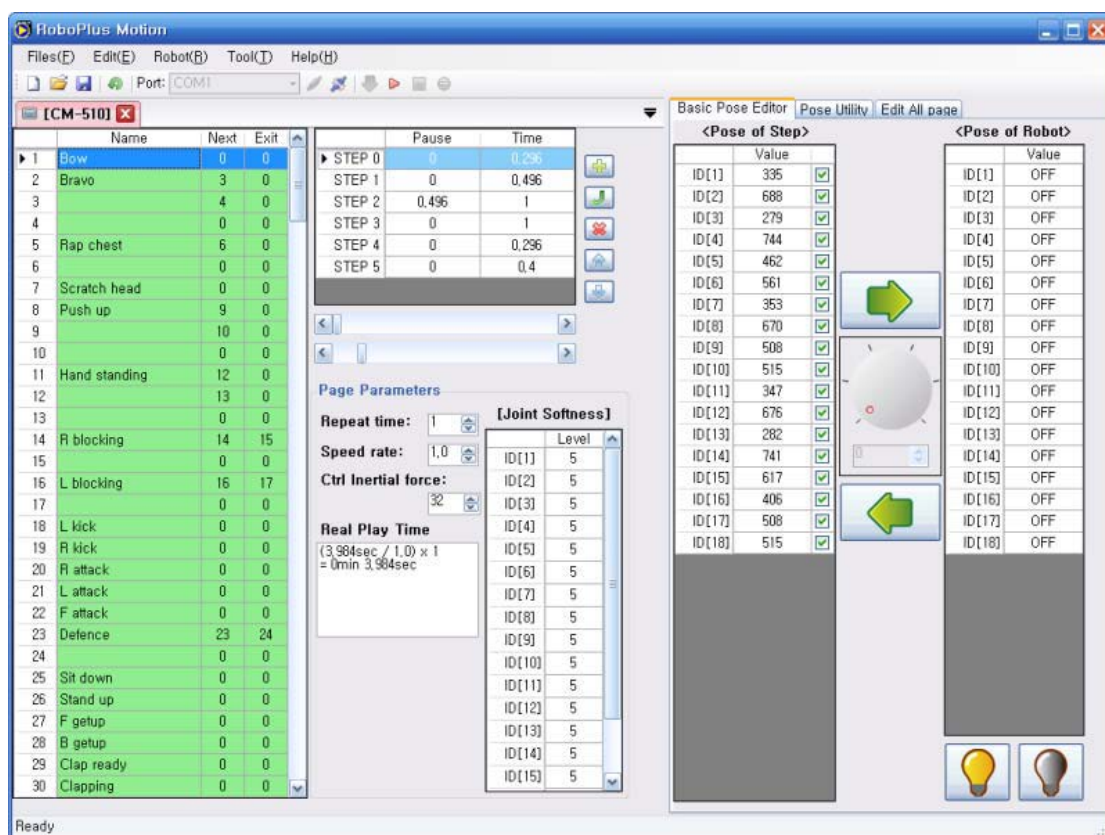 RoboPlus Motion
Files(F) Edit(E) Robot(R) Tool(T) Help(H)
Port: COM1
[CM-510]
Name Next Exit
1 Bow 0 0
2 Bravo 3 0
3 4 0
4 0 0
5 Rap chest 6 0
6 0 0
7 Scratch head 0 0
8 Push up 9 0
9 10 0
10 0 0
11 Hand standing 12 0
12 13 0
13 0 0
14 R blocking 14 15
15 0 0
16 L blocking 16 17
17 0 0
18 L kick 0 0
19 R kick 0 0
20 R attack 0 0
21 L attack 0 0
22 F attack 0 0
23 Defence 23 24
24 0 0
25 Sit down 0 0
26 Stand up 0 0
27 F getup 0 0
28 B getup 0 0
29 Clap ready 0 0
30 Clapping 0 0
Pause Time
STEP 0 0 0,296
STEP 1 0 0,496
STEP 2 0,496 1
STEP 3 0 1
STEP 4 0 0,296
STEP 5 0 0,4
Page Parameters
Repeat time: 1
Speed rate: 1,0
Ctrl Inertial force:
32
Real Play Time
(3,984sec / 1,0) x 1
= 0min 3,984sec
[Joint Softness]
Level
ID[1] 5
ID[2] 5
ID[3] 5
ID[4] 5
ID[5] 5
ID[6] 5
ID[7] 5
ID[8] 5
ID[9] 5
ID[10] 5
ID[11] 5
ID[12] 5
ID[13] 5
ID[14] 5
ID[15] 5
Basic Pose Editor Pose Utility Edit All page
<Pose of Step>
Value
ID[1] 335
ID[2] 688
ID[3] 279
ID[4] 744
ID[5] 462
ID[6] 561
ID[7] 353
ID[8] 670
ID[9] 508
ID[10] 515
ID[11] 347
ID[12] 676
ID[13] 282
ID[14] 741
ID[15] 617
ID[16] 406
ID[17] 508
ID[18] 515
0
<Pose of Robot>
Value
ID[1] OFF
ID[2] OFF
ID[3] OFF
ID[4] OFF
ID[5] OFF
ID[6] OFF
ID[7] OFF
ID[8] OFF
ID[9] OFF
ID[10] OFF
ID[11] OFF
ID[12] OFF
ID[13] OFF
ID[14] OFF
ID[15] OFF
ID[16] OFF
ID[17] OFF
ID[18] OFF
Ready